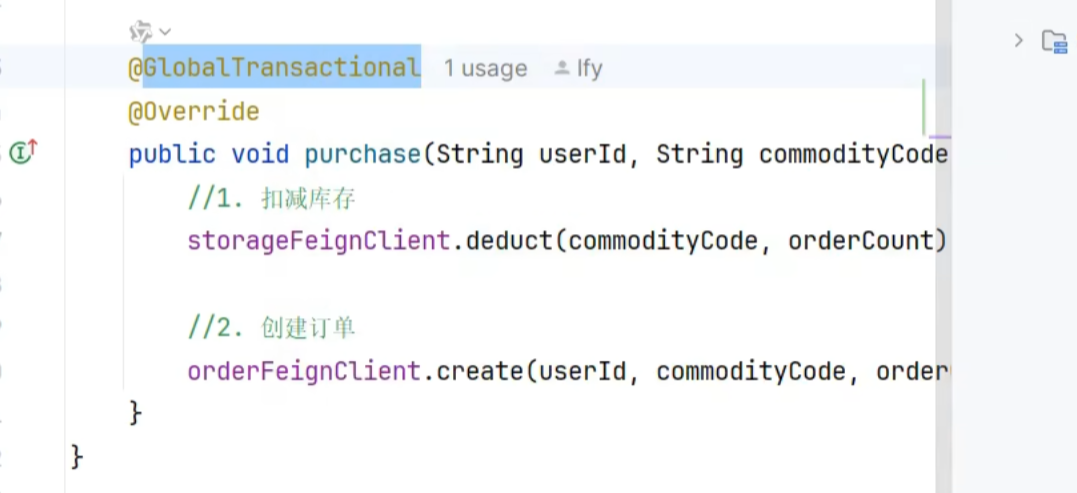 @GlobalTransactional 1 usage lfy
@Override
public void purchase(String userId, String commodityCode
//1. 扣减库存
storageFeignClient.deduct(commodityCode, orderCount)
//2. 创建订单
orderFeignClient.create(userId, commodityCode, order
}
}